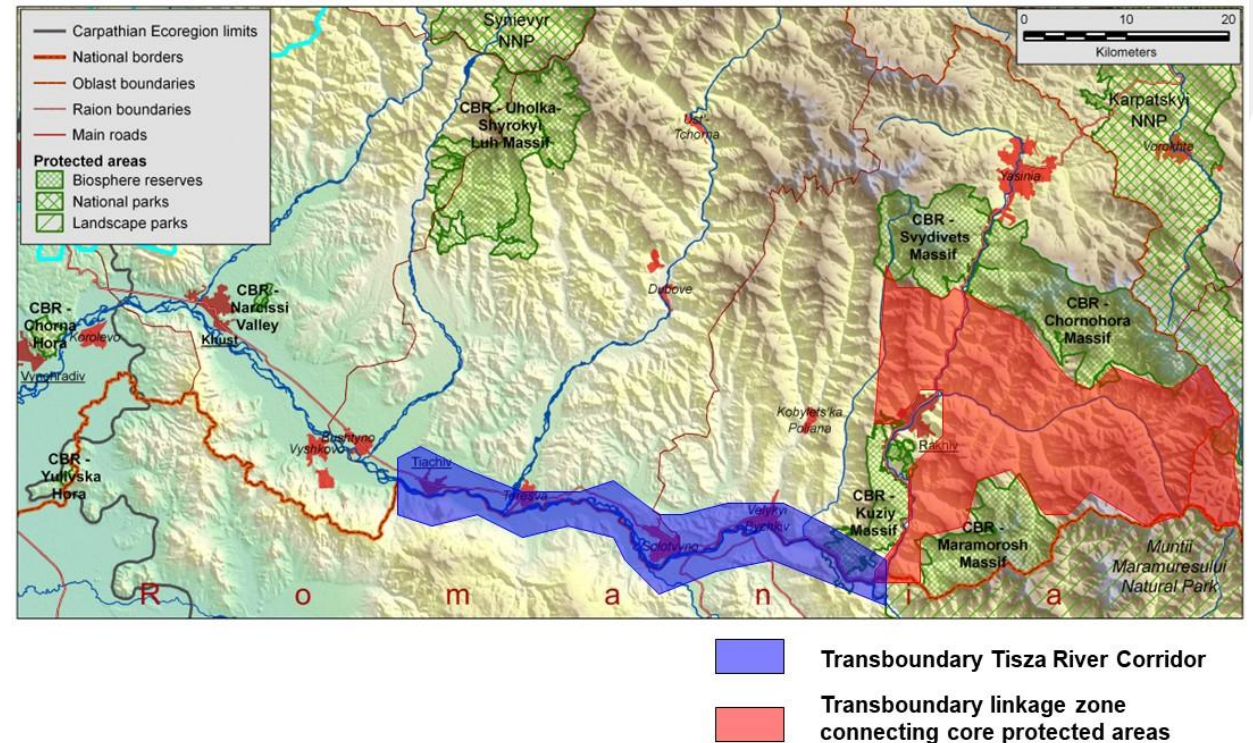 Carpathian Ecoregion limits
National borders
Oblast boundaries
Raion boundaries
Main roads
Protected areas
Biosphere reserves
National parks
Landscape parks
0 10 20
Kilometers
Synievyr
NNP
CBR - Uholka-
Shyrokyi
Luh Massif
Ust'-
Tchorna
Karpatskyi
NNP
Vorokhta
Yasinia
CBR -
Svydivets
Massif
CBR -
Narcissi
Valley
CBR -
Chorna
Hora
Korolevo
Khust
Vynohradiv
Dubove
CBR -
Chornohora
Massif
Kobylets'ka
Poliana
Rakhiv
Bushtyno
Vyshkovo
CBR -
Yulivska
Hora
Tiachiv
Teresva
Solotvyno
Velykyi
Bychkiv
CBR -
Kuziy
Massif
CBR -
Maramorosh
Massif
Muntii
Maramuresului
Natural Park
R o m a n i a
Transboundary Tisza River Corridor
Transboundary linkage zone
connecting core protected areas